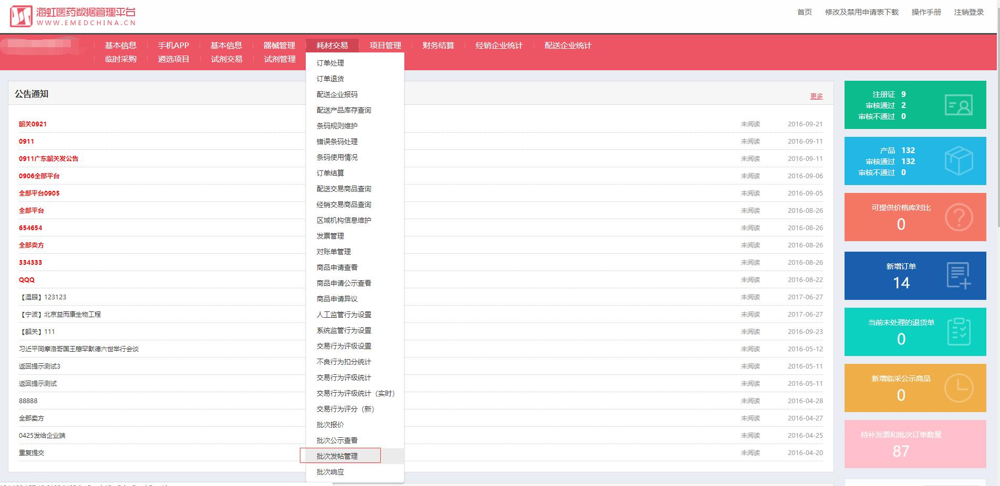 海虹医药数据管理平台
WWW.EMEDCHINA.CN
首页 修改及禁用申请表下载 操作手册 注销登录
基本信息 手机APP 基本信息 器械管理 耗材交易 项目管理 财务结算 经销企业统计 配送企业统计
临时采购 遴选项目 试剂交易 试剂管理
订单处理
订单退货
配送企业报码
配送产品库存查询
条码规则维护
错误条码处理
条码使用情况
订单结算
配送交易商品查询
经销交易商品查询
区域机构信息维护
发票管理
对账单管理
商品申请查看
商品申请公示查看
商品申请异议
人工监管行为设置
系统监管行为设置
交易行为评级设置
不良行为扣分统计
交易行为评级统计
交易行为评级统计（实时）
交易行为评分（新）
批次报价
批次公示查看
批次发帖管理
批次响应
公告通知 更多
韶关0921 未阅读 2016-09-21
0911 未阅读 2016-09-11
0911广东韶关发公告 未阅读 2016-09-11
0906全部平台 未阅读 2016-09-06
全部平台0905 未阅读 2016-09-05
全部平台 未阅读 2016-08-26
654654 未阅读 2016-08-26
全部卖方 未阅读 2016-08-26
334333 未阅读 2016-08-26
QQQ 未阅读 2016-08-22
【温眼】123123 未阅读 2017-06-27
【宁波】北京益而康生物工程 未阅读 2017-06-27
【韶关】111 未阅读 2016-09-23
习近平同摩洛哥国王穆罕默德六世举行会谈 未阅读 2016-05-12
返回提示测试3 未阅读 2016-05-11
返回提示测试 未阅读 2016-05-11
88888 未阅读 2016-04-28
全部卖方 未阅读 2016-04-27
0425发给企业端 未阅读 2016-04-25
重复提交 未阅读 2016-04-20
注册证 9
审核通过 2
审核不通过 0
产品 132
审核通过 132
审核不通过 0
可提供价格库对比
0
新增订单
14
当前未处理的退货单
0
新增临采公示商品
0
待补发票和批次订单数量
87